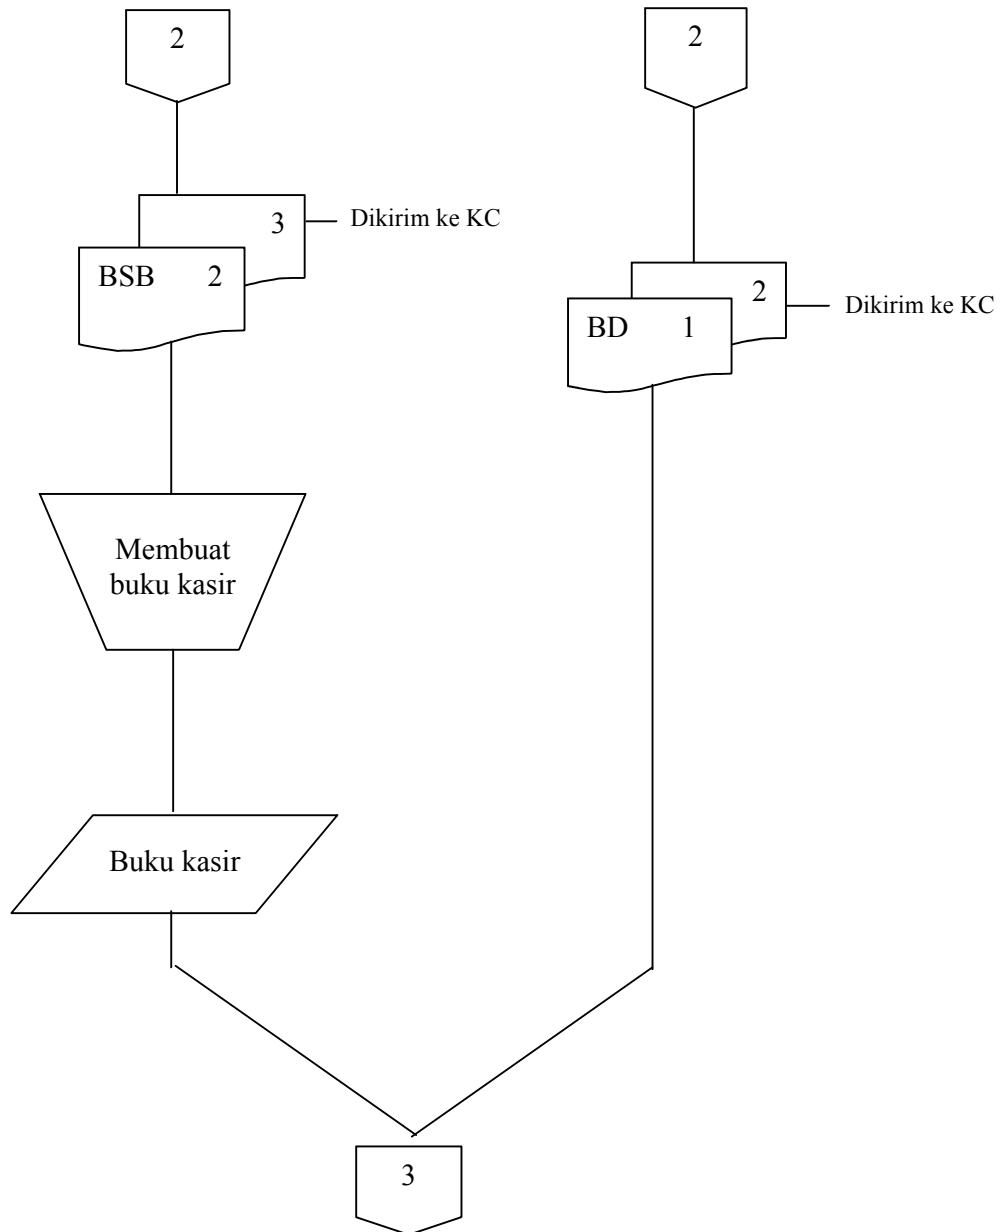 2
2
3
Dikirim ke KC
BSB 2
2
Dikirim ke KC
BD 1
Membuat
buku kasir
Buku kasir
3